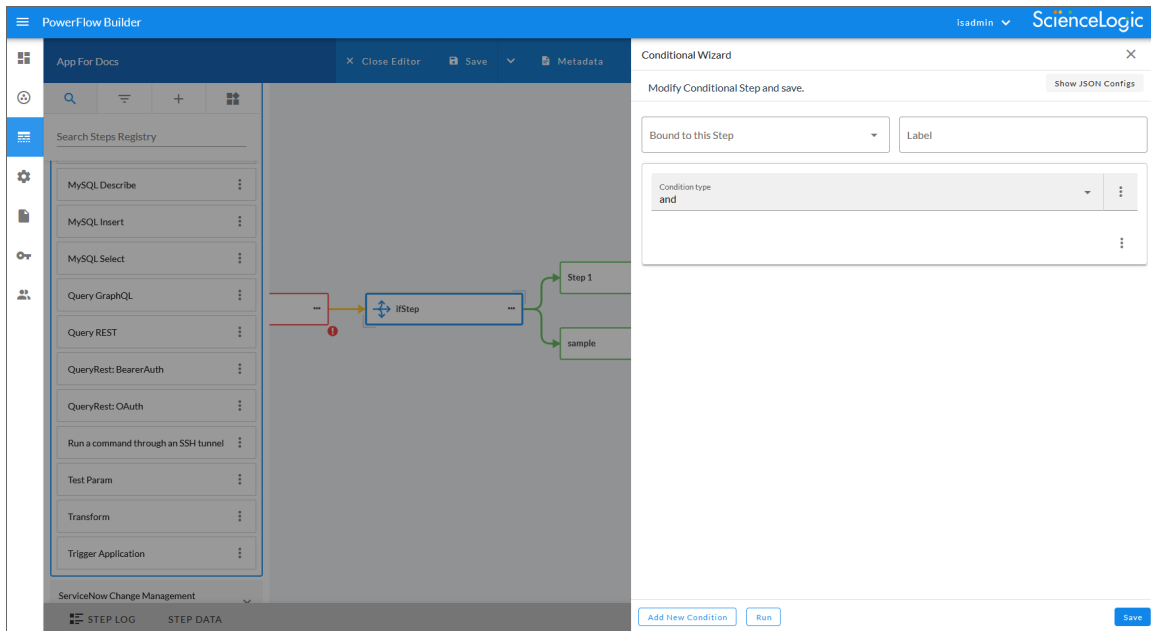 PowerFlow Builder
isadmin
ScienceLogic
App For Docs
Close Editor
Save
Metadata
Search Steps Registry
MySQL Describe
MySQL Insert
MySQL Select
Query GraphQL
Query REST
QueryRest: BearerAuth
QueryRest: OAuth
Run a command through an SSH tunnel
Test Param
Transform
Trigger Application
ServiceNow Change Management
STEP LOG STEP DATA
ifStep
Step 1
sample
Conditional Wizard
Modify Conditional Step and save.
Show JSON Configs
Bound to this Step
Label
Condition type
and
Add New Condition
Run
Save